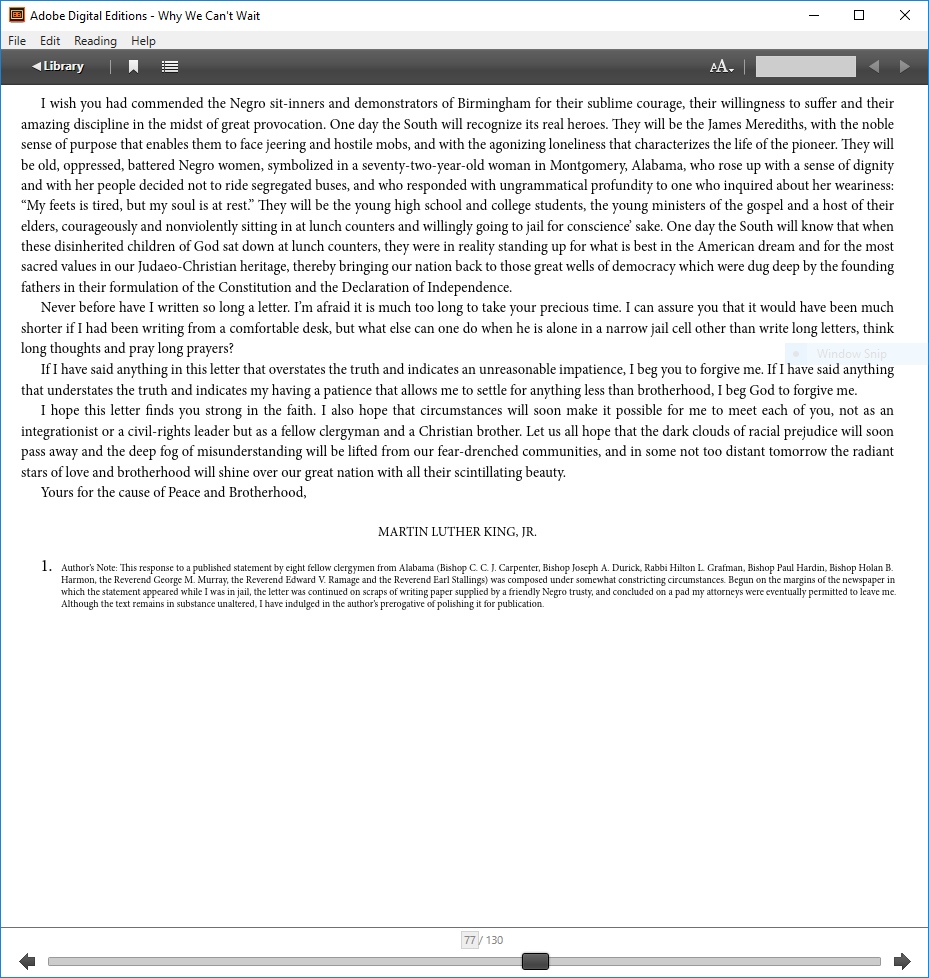 Adobe Digital Editions - Why We Can't Wait
File Edit Reading Help
Library
AA
I wish you had commended the Negro sit-inners and demonstrators of Birmingham for their sublime courage, their willingness to suffer and their
amazing discipline in the midst of great provocation. One day the South will recognize its real heroes. They will be the James Merediths, with the noble
sense of purpose that enables them to face jeering and hostile mobs, and with the agonizing loneliness that characterizes the life of the pioneer. They will
be old, oppressed, battered Negro women, symbolized in a seventy-two-year-old woman in Montgomery, Alabama, who rose up with a sense of dignity
and with her people decided not to ride segregated buses, and who responded with ungrammatical profundity to one who inquired about her weariness:
“My feets is tired, but my soul is at rest.” They will be the young high school and college students, the young ministers of the gospel and a host of their
elders, courageously and nonviolently sitting in at lunch counters and willingly going to jail for conscience’ sake. One day the South will know that when
these disinherited children of God sat down at lunch counters, they were in reality standing up for what is best in the American dream and for the most
sacred values in our Judaeo-Christian heritage, thereby bringing our nation back to those great wells of democracy which were dug deep by the founding
fathers in their formulation of the Constitution and the Declaration of Independence.
Never before have I written so long a letter. I’m afraid it is much too long to take your precious time. I can assure you that it would have been much
shorter if I had been writing from a comfortable desk, but what else can one do when he is alone in a narrow jail cell other than write long letters, think
long thoughts and pray long prayers?
Window Snip
If I have said anything in this letter that overstates the truth and indicates an unreasonable impatience, I beg you to forgive me. If I have said anything
that understates the truth and indicates my having a patience that allows me to settle for anything less than brotherhood, I beg God to forgive me.
I hope this letter finds you strong in the faith. I also hope that circumstances will soon make it possible for me to meet each of you, not as an
integrationist or a civil-rights leader but as a fellow clergyman and a Christian brother. Let us all hope that the dark clouds of racial prejudice will soon
pass away and the deep fog of misunderstanding will be lifted from our fear-drenched communities, and in some not too distant tomorrow the radiant
stars of love and brotherhood will shine over our great nation with all their scintillating beauty.
Yours for the cause of Peace and Brotherhood,
MARTIN LUTHER KING, JR.
1. Author’s Note: This response to a published statement by eight fellow clergymen from Alabama (Bishop C. C. J. Carpenter, Bishop Joseph A. Durick, Rabbi Hilton L. Grafman, Bishop Paul Hardin, Bishop Holan B.
Harmon, the Reverend George M. Murray, the Reverend Edward V. Ramage and the Reverend Earl Stallings) was composed under somewhat constricting circumstances. Begun on the margins of the newspaper in
which the statement appeared while I was in jail, the letter was continued on scraps of writing paper supplied by a friendly Negro trusty, and concluded on a pad my attorneys were eventually permitted to leave me.
Although the text remains in substance unaltered, I have indulged in the author’s prerogative of polishing it for publication.
77 / 130